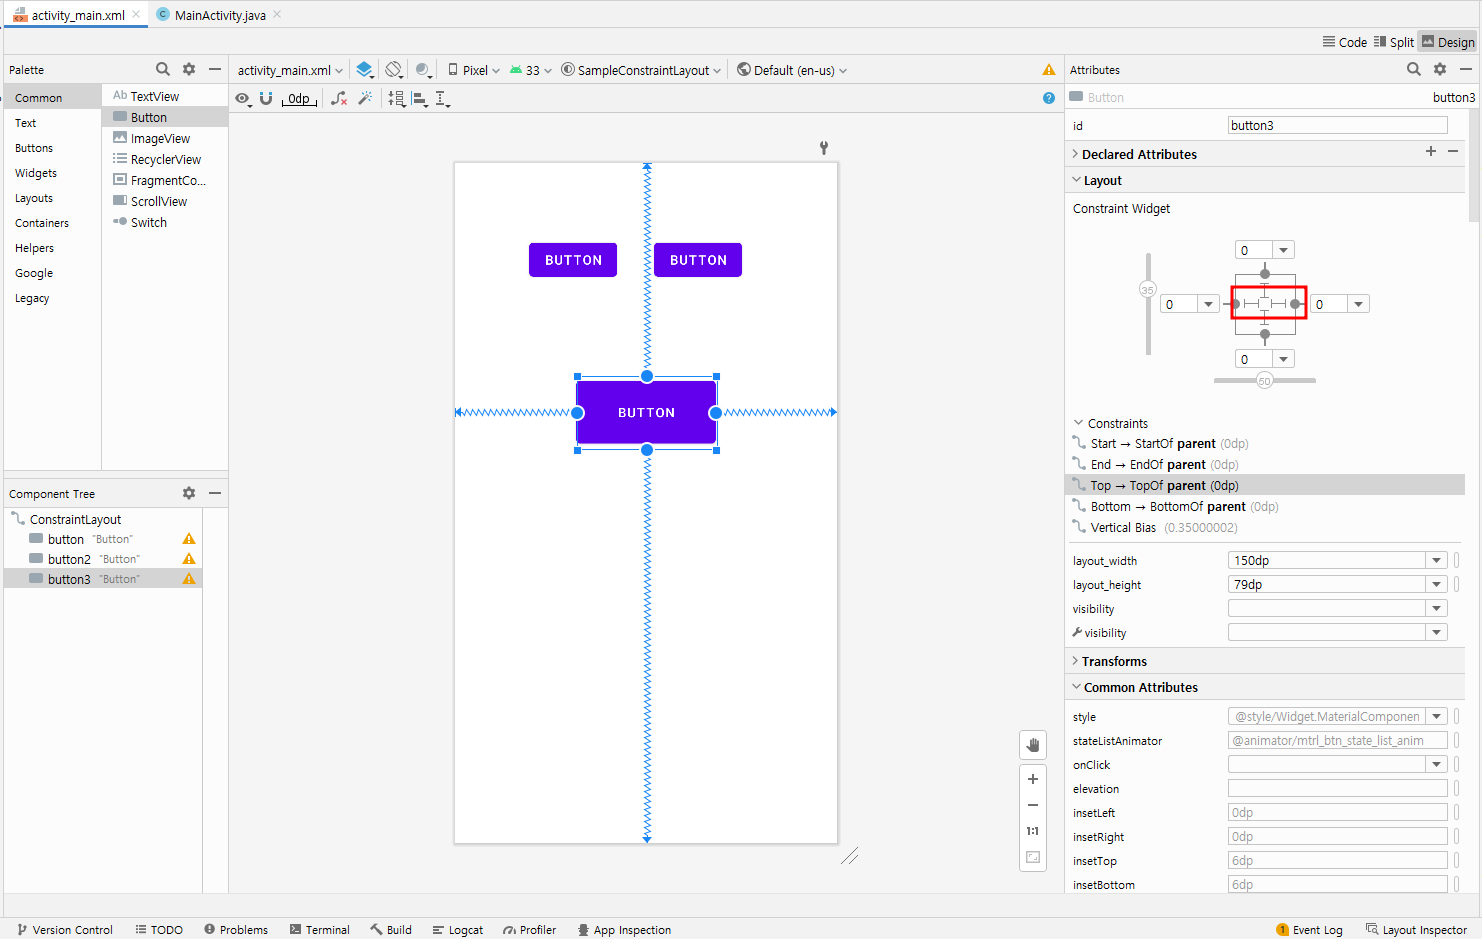 activity_main.xml
MainActivity.java
Code
Split
Design
Palette
activity_main.xml
Pixel
33
SampleConstraintLayout
Default (en-us)
Attributes
Common
Text
Buttons
Widgets
Layouts
Containers
Helpers
Google
Legacy
Ab TextView
Button
ImageView
RecyclerView
FragmentCo...
ScrollView
Switch
0dp
?
BUTTON
BUTTON
BUTTON
1:1
Component Tree
ConstraintLayout
button "Button"
button2 "Button"
button3 "Button"
Button
button3
id
button3
Declared Attributes
Layout
Constraint Widget
0
35
0
0
0
50
Constraints
Start → StartOf parent (0dp)
End → EndOf parent (0dp)
Top → TopOf parent (0dp)
Bottom → BottomOf parent (0dp)
Vertical Bias (0.35000002)
layout_width 150dp
layout_height 79dp
visibility
visibility
Transforms
Common Attributes
style @style/Widget.MaterialComponen
stateListAnimator @animator/mtrl_btn_state_list_anim
onClick
elevation
insetLeft 0dp
insetRight 0dp
insetTop 6dp
insetBottom 6dp
Version Control
TODO
Problems
Terminal
Build
Logcat
Profiler
App Inspection
1 Event Log
Layout Inspector